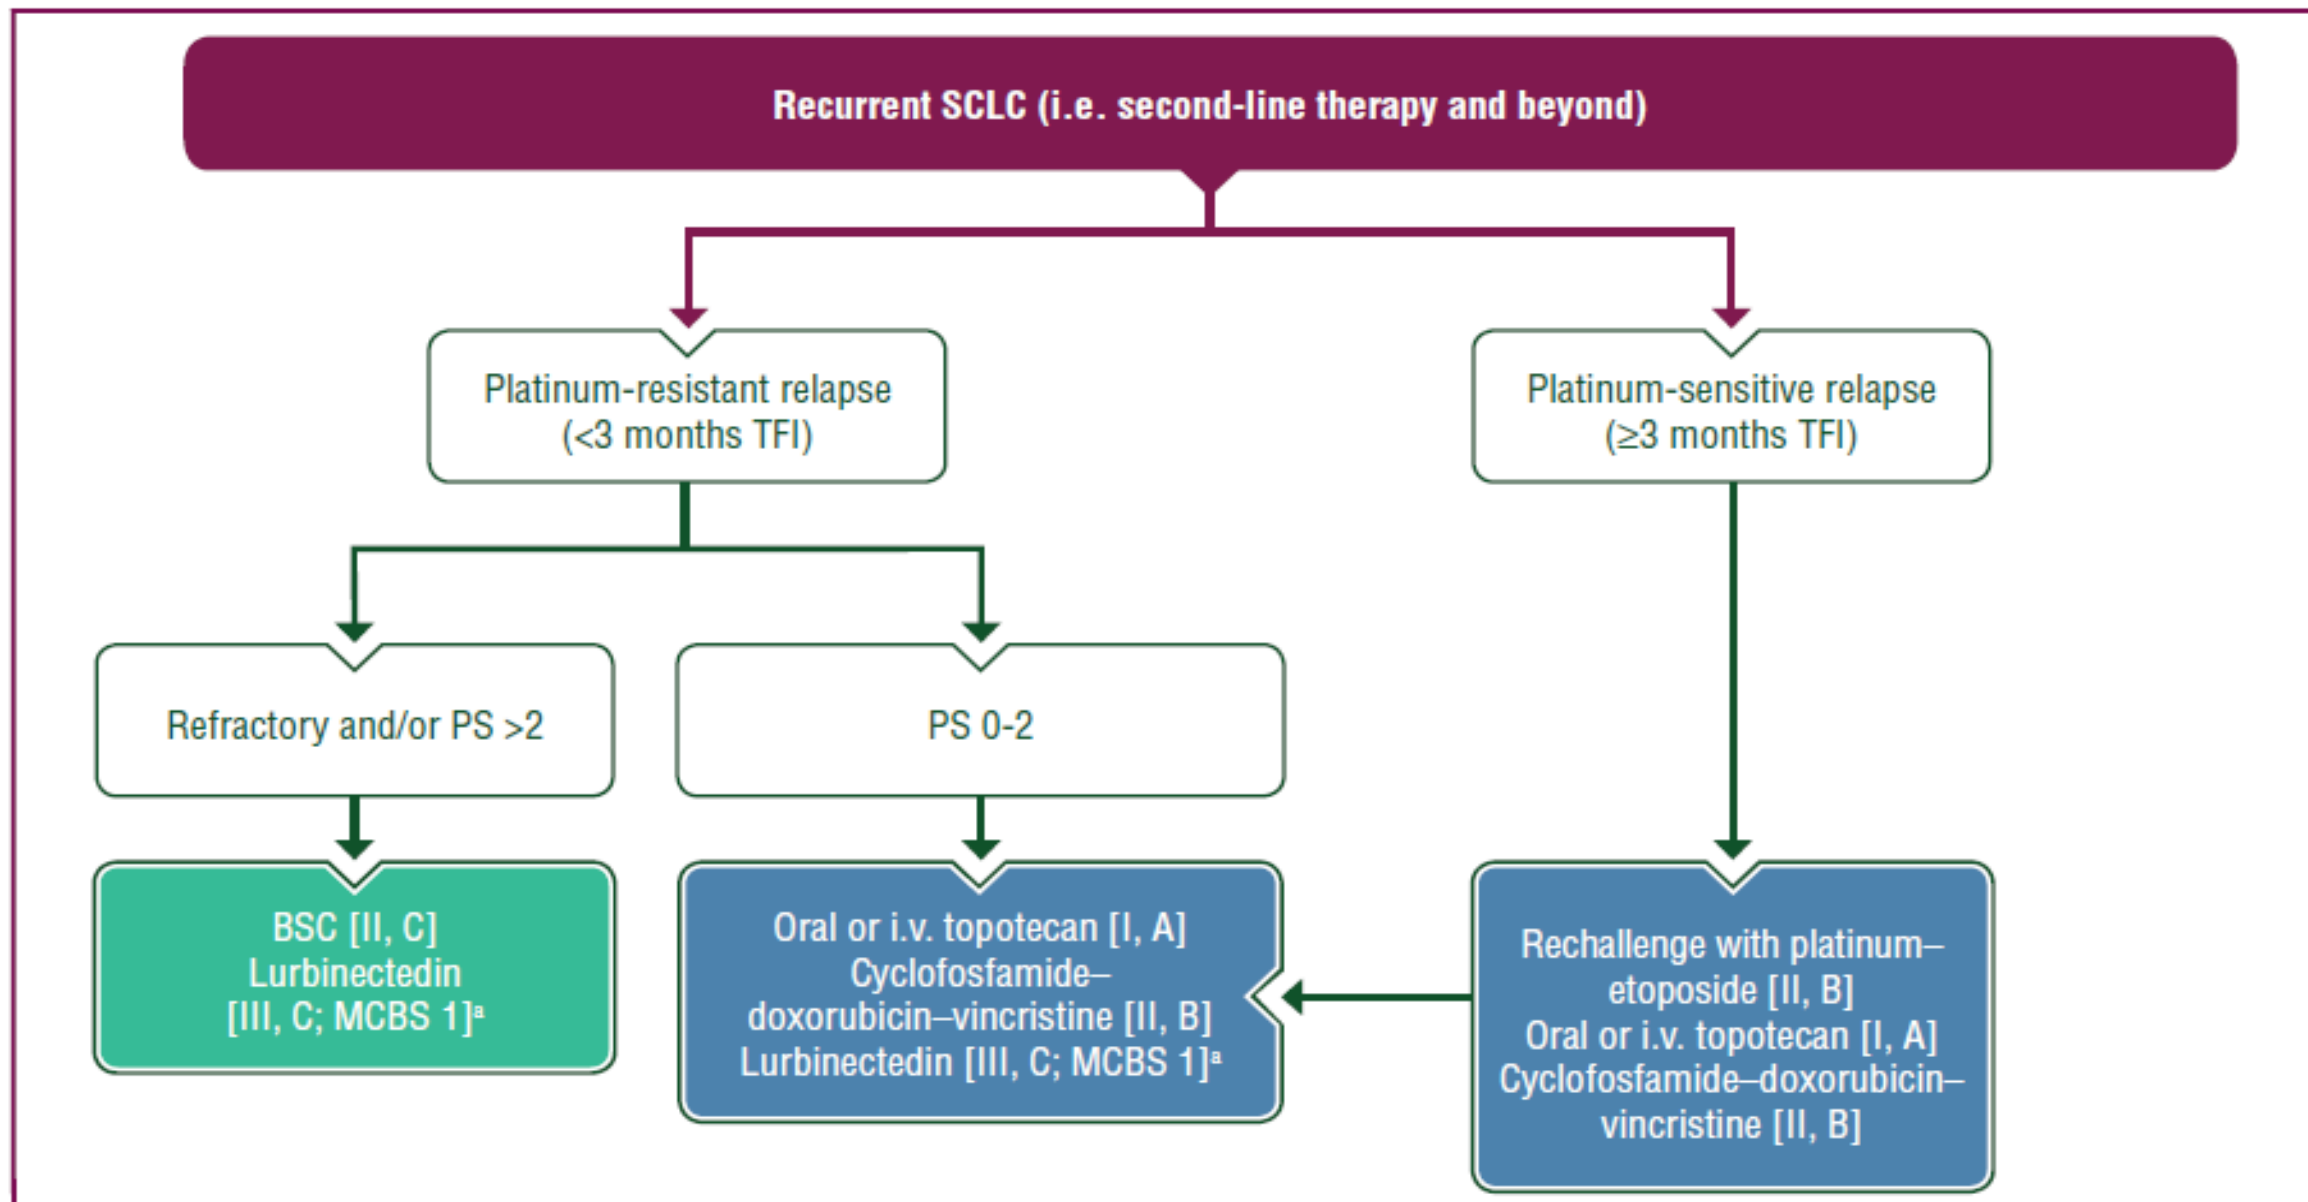 Recurrent SCLC (i.e. second-line therapy and beyond)
Platinum-resistant relapse
(<3 months TFI)
Platinum-sensitive relapse
(≥3 months TFI)
Refractory and/or PS >2
PS 0-2
BSC [II, C]
Lurbinectedin
[III, C; MCBS 1]ª
Oral or i.v. topotecan [I, A]
Cyclofosfamide–
doxorubicin–vincristine [II, B]
Lurbinectedin [III, C; MCBS 1]ª
Rechallenge with platinum–
etoposide [II, B]
Oral or i.v. topotecan [I, A]
Cyclofosfamide–doxorubicin–
vincristine [II, B]